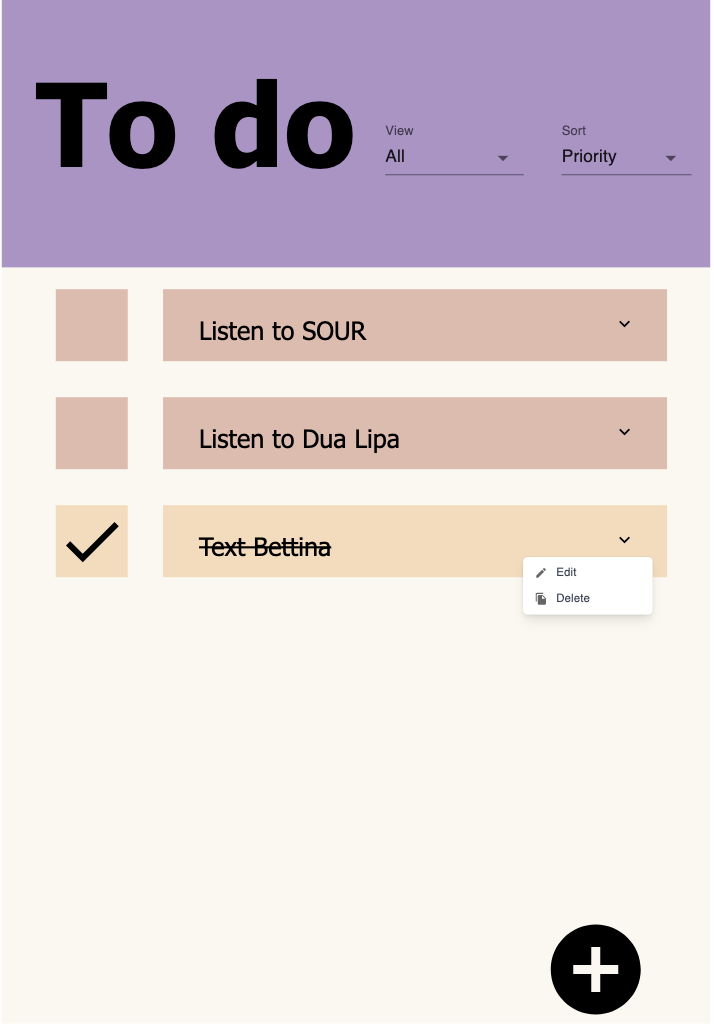 To do
View
All
Sort
Priority
Listen to SOUR
Listen to Dua Lipa
Text Bettina
Edit
Delete